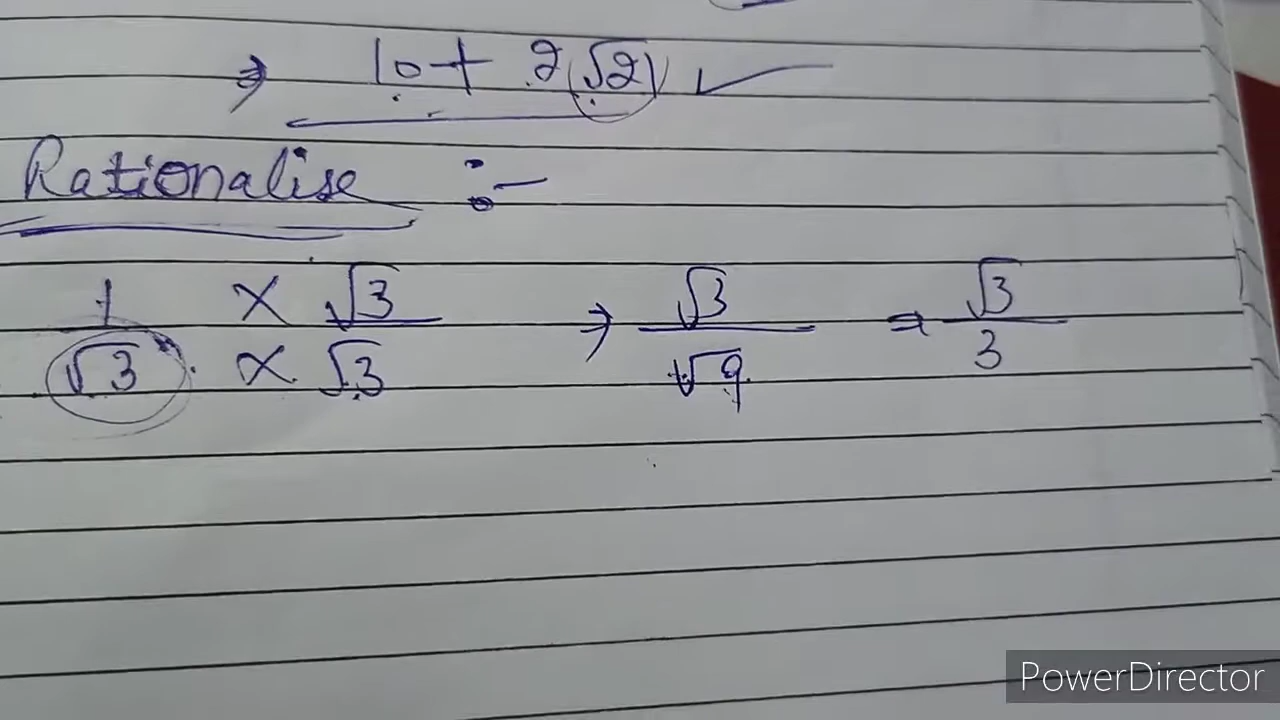 ⇒ 10 + 2(√2) ✓
Rationalise :-
1 × √3 ⇒ √3 ⇒ √3
√3 × √3 √9 3
PowerDirector